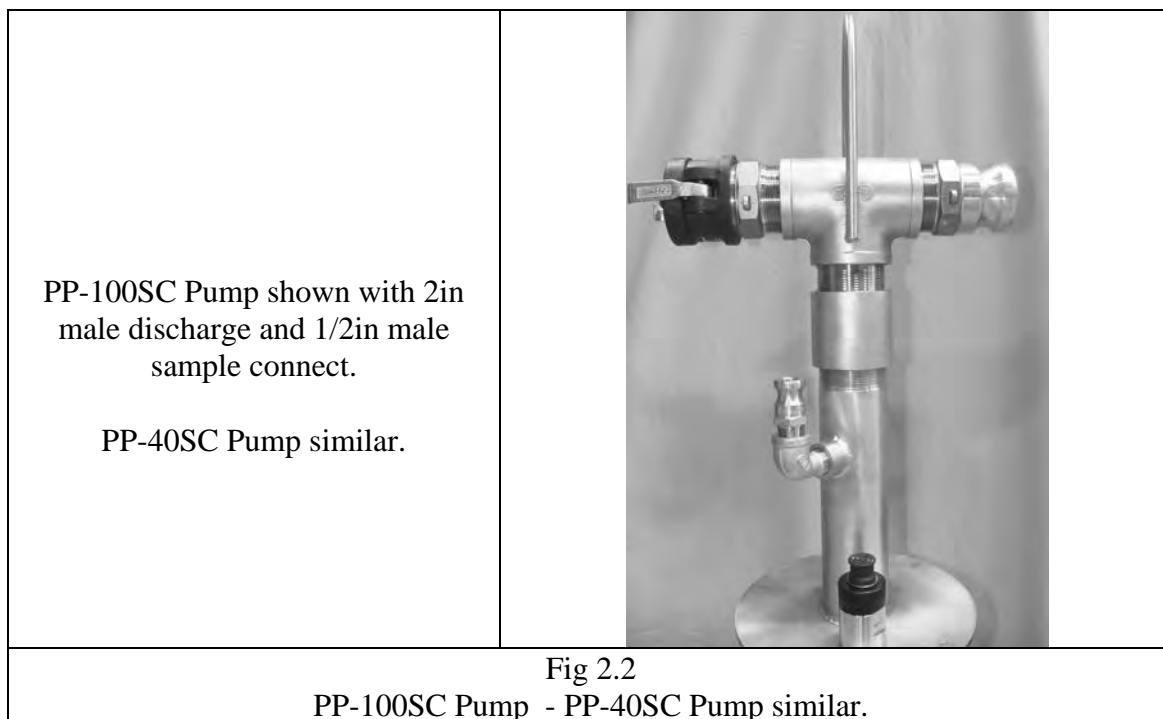 PP-100SC Pump shown with 2in
male discharge and 1/2in male
sample connect.
PP-40SC Pump similar.
Fig 2.2
PP-100SC Pump - PP-40SC Pump similar.